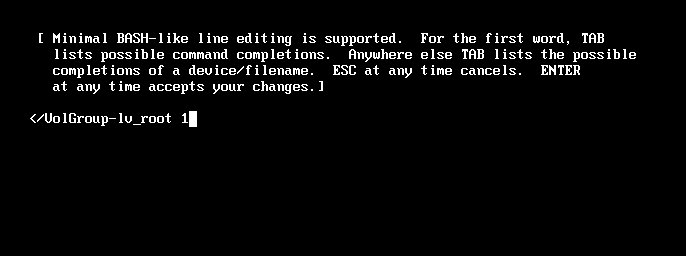 [ Minimal BASH-like line editing is supported.  For the first word, TAB
lists possible command completions.  Anywhere else TAB lists the possible
completions of a device/filename.  ESC at any time cancels.  ENTER
at any time accepts your changes.]
</VolGroup-lv_root 1